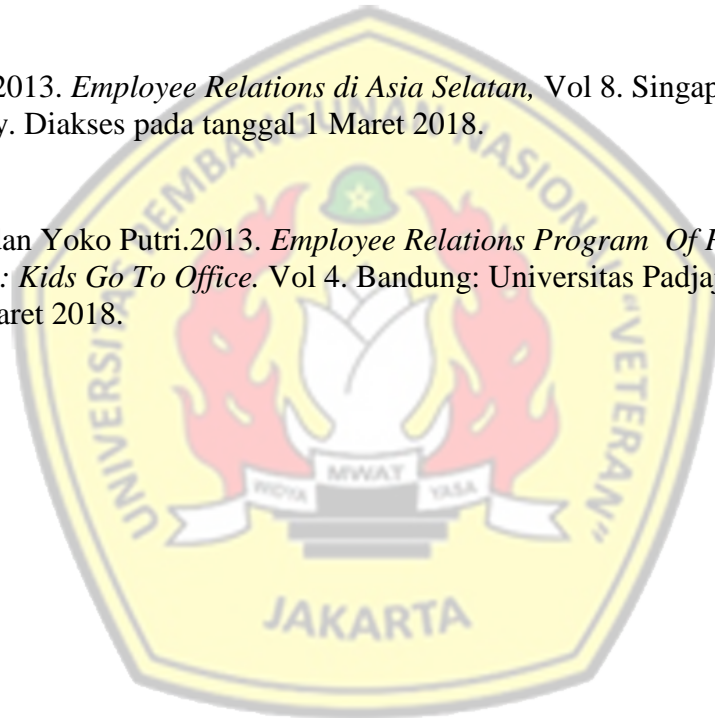 2013. Employee Relations di Asia Selatan, Vol 8. Singap
y. Diakses pada tanggal 1 Maret 2018.
dan Yoko Putri.2013. Employee Relations Program Of
: Kids Go To Office. Vol 4. Bandung: Universitas Padjaj
aret 2018.
UNIVERSITAS PEMBANGUNAN NASIONAL "VETERAN"
WIDYA MWAT YASA
JAKARTA